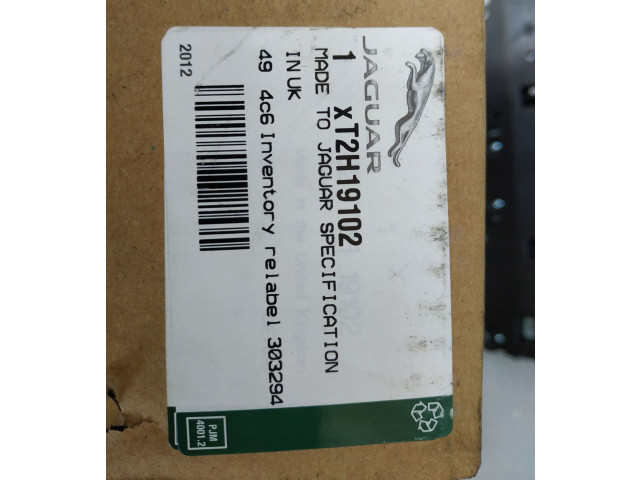 JAGUAR
1 xT2H19102
MADE TO JAGUAR SPECIFICATION
IN UK
49 4c6 Inventory relabel 303294
2012
PJM
4001.2